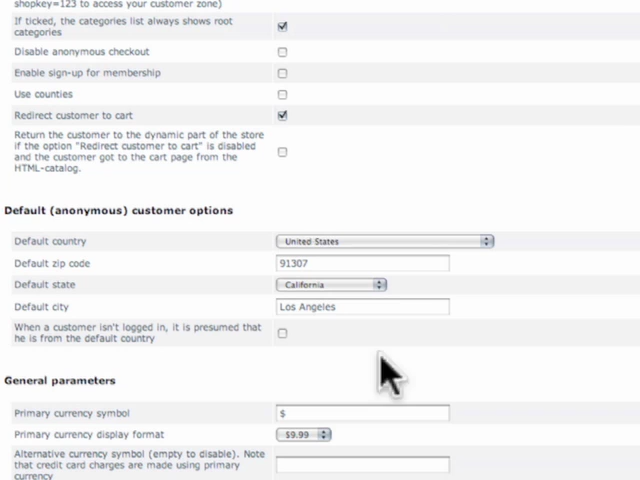 shopkey=123 to access your customer zone)
If ticked, the categories list always shows root
categories
Disable anonymous checkout
Enable sign-up for membership
Use counties
Redirect customer to cart
Return the customer to the dynamic part of the store
if the option "Redirect customer to cart" is disabled
and the customer got to the cart page from the
HTML-catalog.
Default (anonymous) customer options
Default country United States
Default zip code 91307
Default state California
Default city Los Angeles
When a customer isn't logged in, it is presumed that
he is from the default country
General parameters
Primary currency symbol $
Primary currency display format $9.99
Alternative currency symbol (empty to disable). Note
that credit card charges are made using primary
currency